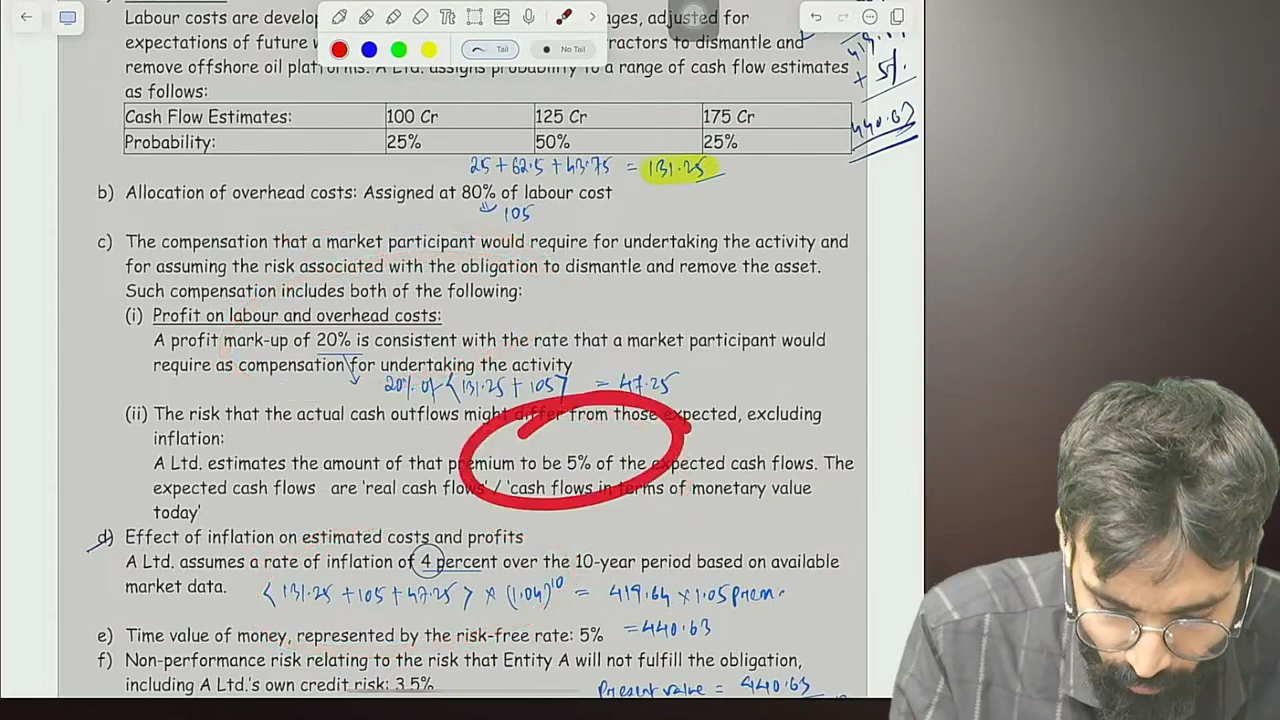 Labour costs are develop ages, adjusted for
Tail No Tail
expectations of future w ractors to dismantle and
remove offshore oil platforms. A Ltd. assigns probability to a range of cash flow estimates
as follows:
+ 5%
440.63
Cash Flow Estimates: 100 Cr 125 Cr 175 Cr
Probability: 25% 50% 25%
25 + 62.5 + 43.75 = 131.25
b) Allocation of overhead costs: Assigned at 80% of labour cost
105
c) The compensation that a market participant would require for undertaking the activity and
for assuming the risk associated with the obligation to dismantle and remove the asset.
Such compensation includes both of the following:
(i) Profit on labour and overhead costs:
A profit mark-up of 20% is consistent with the rate that a market participant would
require as compensation for undertaking the activity
20% of <131.25 + 105> = 47.25
(ii) The risk that the actual cash outflows might differ from those expected, excluding
inflation:
A Ltd. estimates the amount of that premium to be 5% of the expected cash flows. The
expected cash flows are 'real cash flows' / 'cash flows in terms of monetary value
today'
d) Effect of inflation on estimated costs and profits
A Ltd. assumes a rate of inflation of 4 percent over the 10-year period based on available
market data.
<131.25 + 105 + 47.25> × (1.04)^10 = 419.64 × 1.05 prem.
= 440.63
e) Time value of money, represented by the risk-free rate: 5%
f) Non-performance risk relating to the risk that Entity A will not fulfill the obligation,
including A Ltd.'s own credit risk: 3.5%
Present value = 440.63